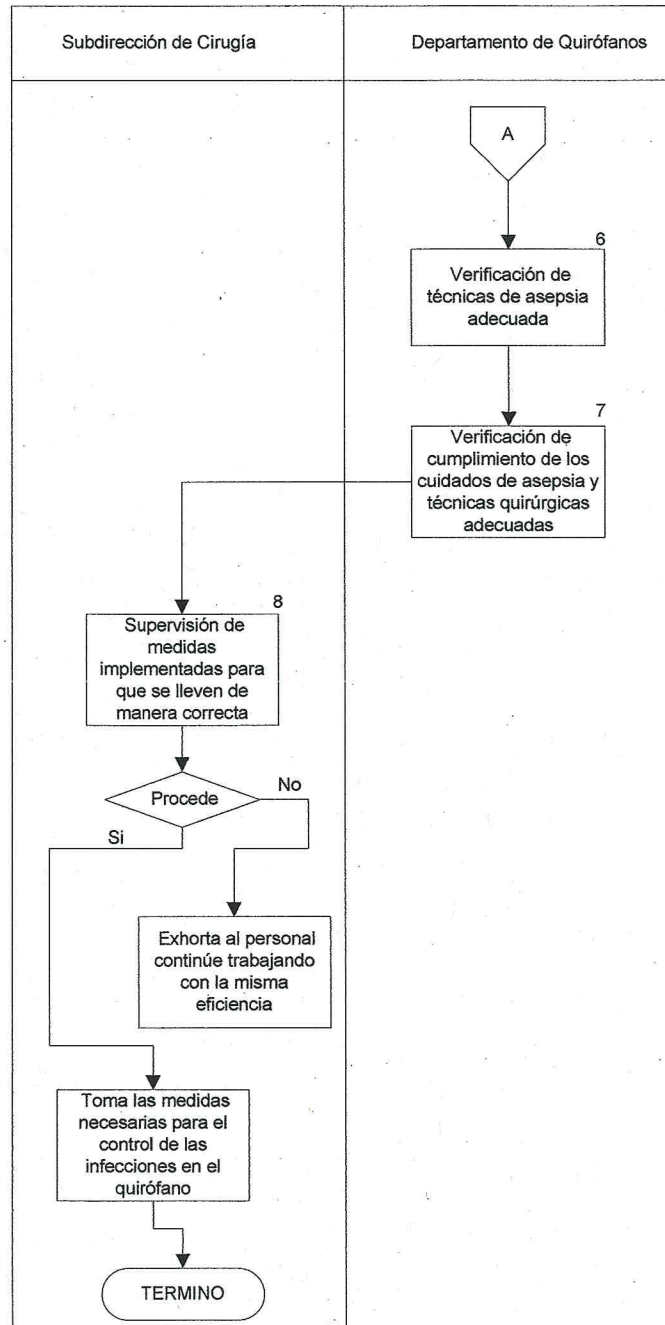 Subdirección de Cirugía
Departamento de Quirófanos
A
6
Verificación de
técnicas de asepsia
adecuada
7
Verificación de
cumplimiento de los
cuidados de asepsia y
técnicas quirúrgicas
adecuadas
8
Supervisión de
medidas
implementadas para
que se lleven de
manera correcta
Procede
No
Si
Exhorta al personal
continúe trabajando
con la misma
eficiencia
Toma las medidas
necesarias para el
control de las
infecciones en el
quirófano
TERMINO